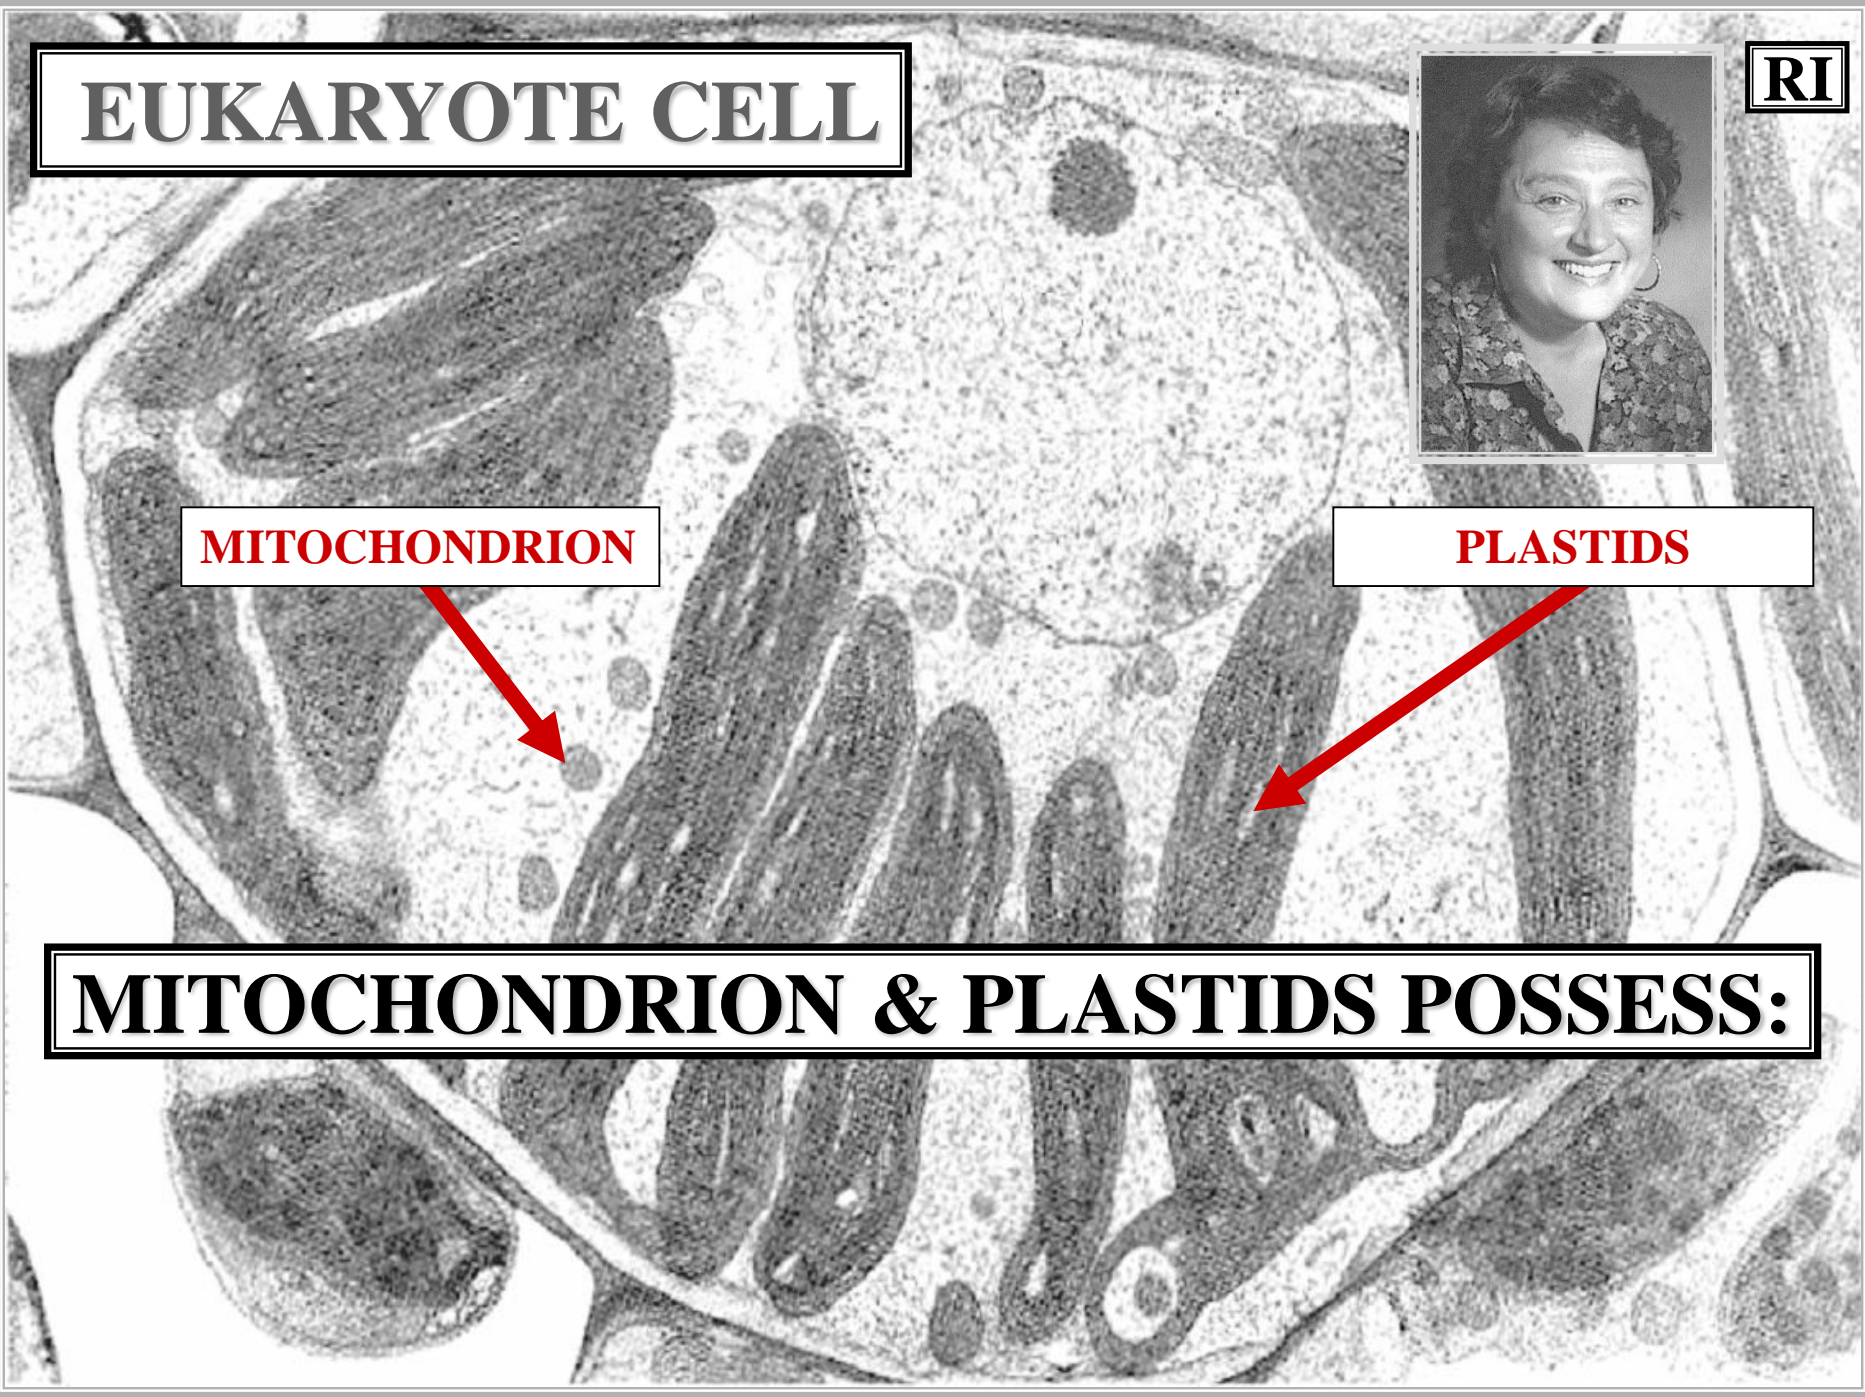 EUKARYOTE CELL
RI
MITOCHONDRION
PLASTIDS
MITOCHONDRION & PLASTIDS POSSESS: